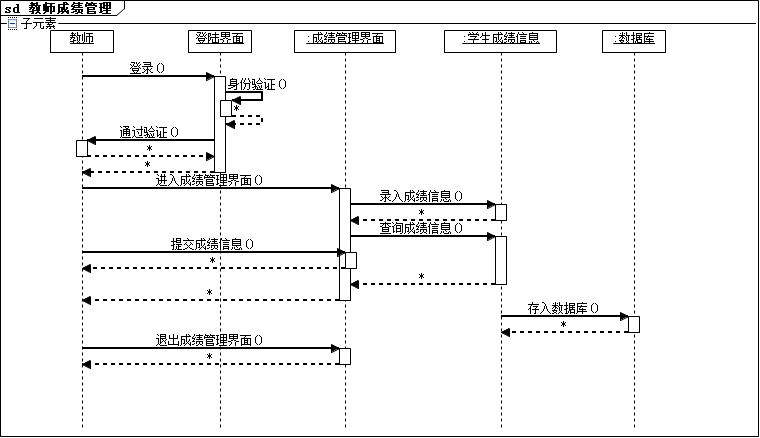 sd 教师成绩管理
子元素
教师 登陆界面 :成绩管理界面 :学生成绩信息 :数据库
登录()
身份验证()
*
通过验证()
*
*
进入成绩管理界面()
录入成绩信息()
*
查询成绩信息()
提交成绩信息()
*
*
*
存入数据库()
*
退出成绩管理界面()
*